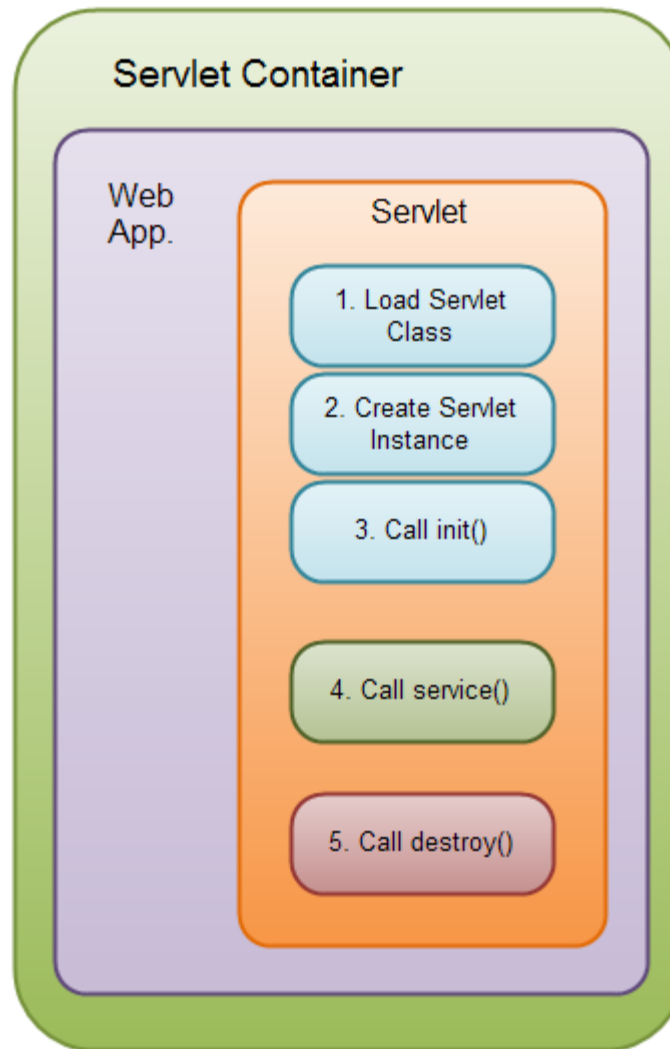 Servlet Container
Web
App.
Servlet
1. Load Servlet
Class
2. Create Servlet
Instance
3. Call init()
4. Call service()
5. Call destroy()